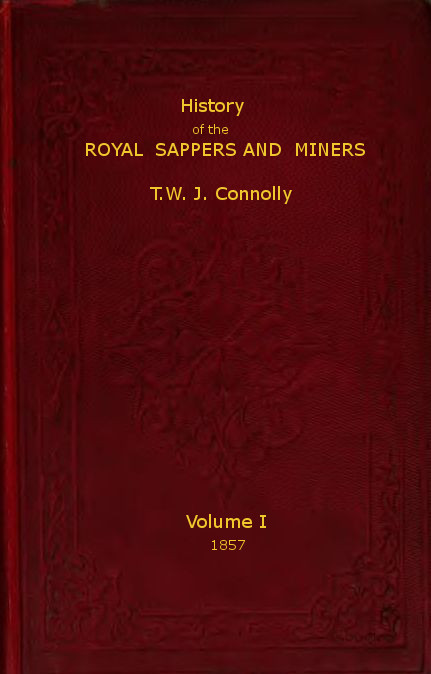 History
of the
ROYAL SAPPERS AND MINERS
T.W. J. Connolly
Volume I
1857